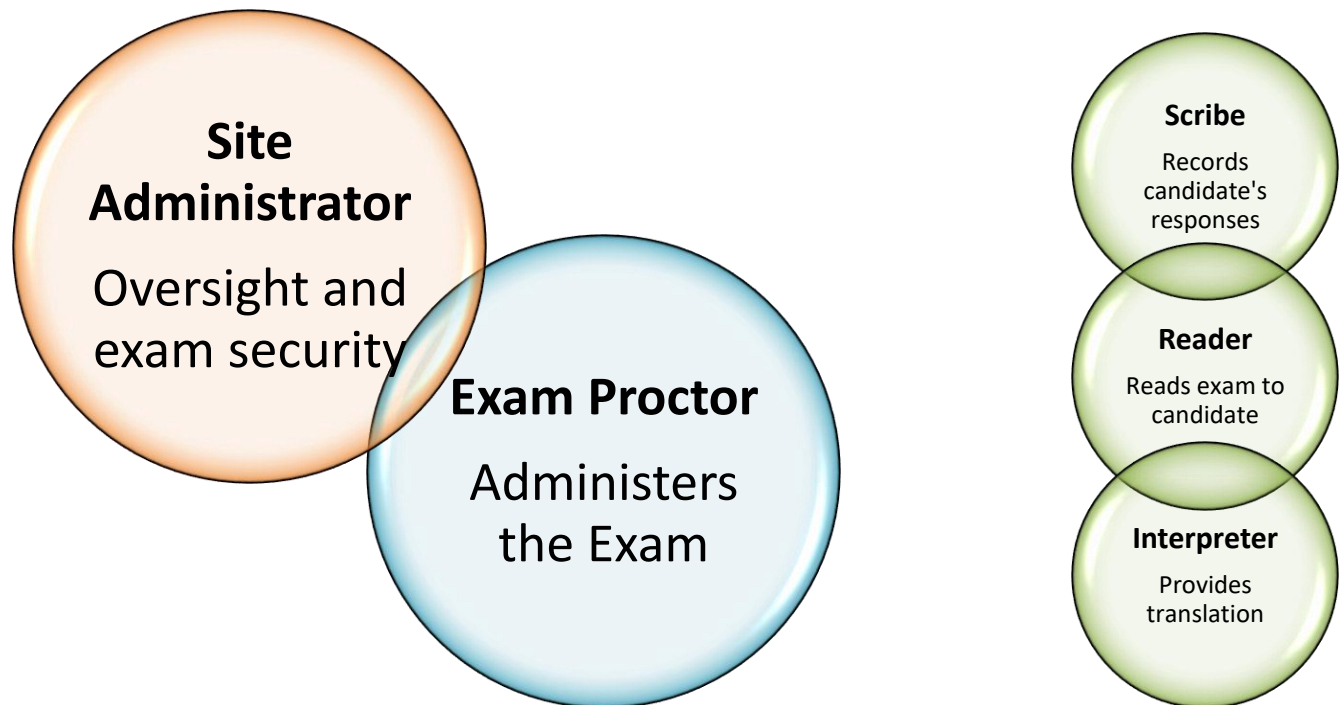 Site
Administrator
Oversight and
exam security
Exam Proctor
Administers
the Exam
Scribe
Records
candidate's
responses
Reader
Reads exam to
candidate
Interpreter
Provides
translation